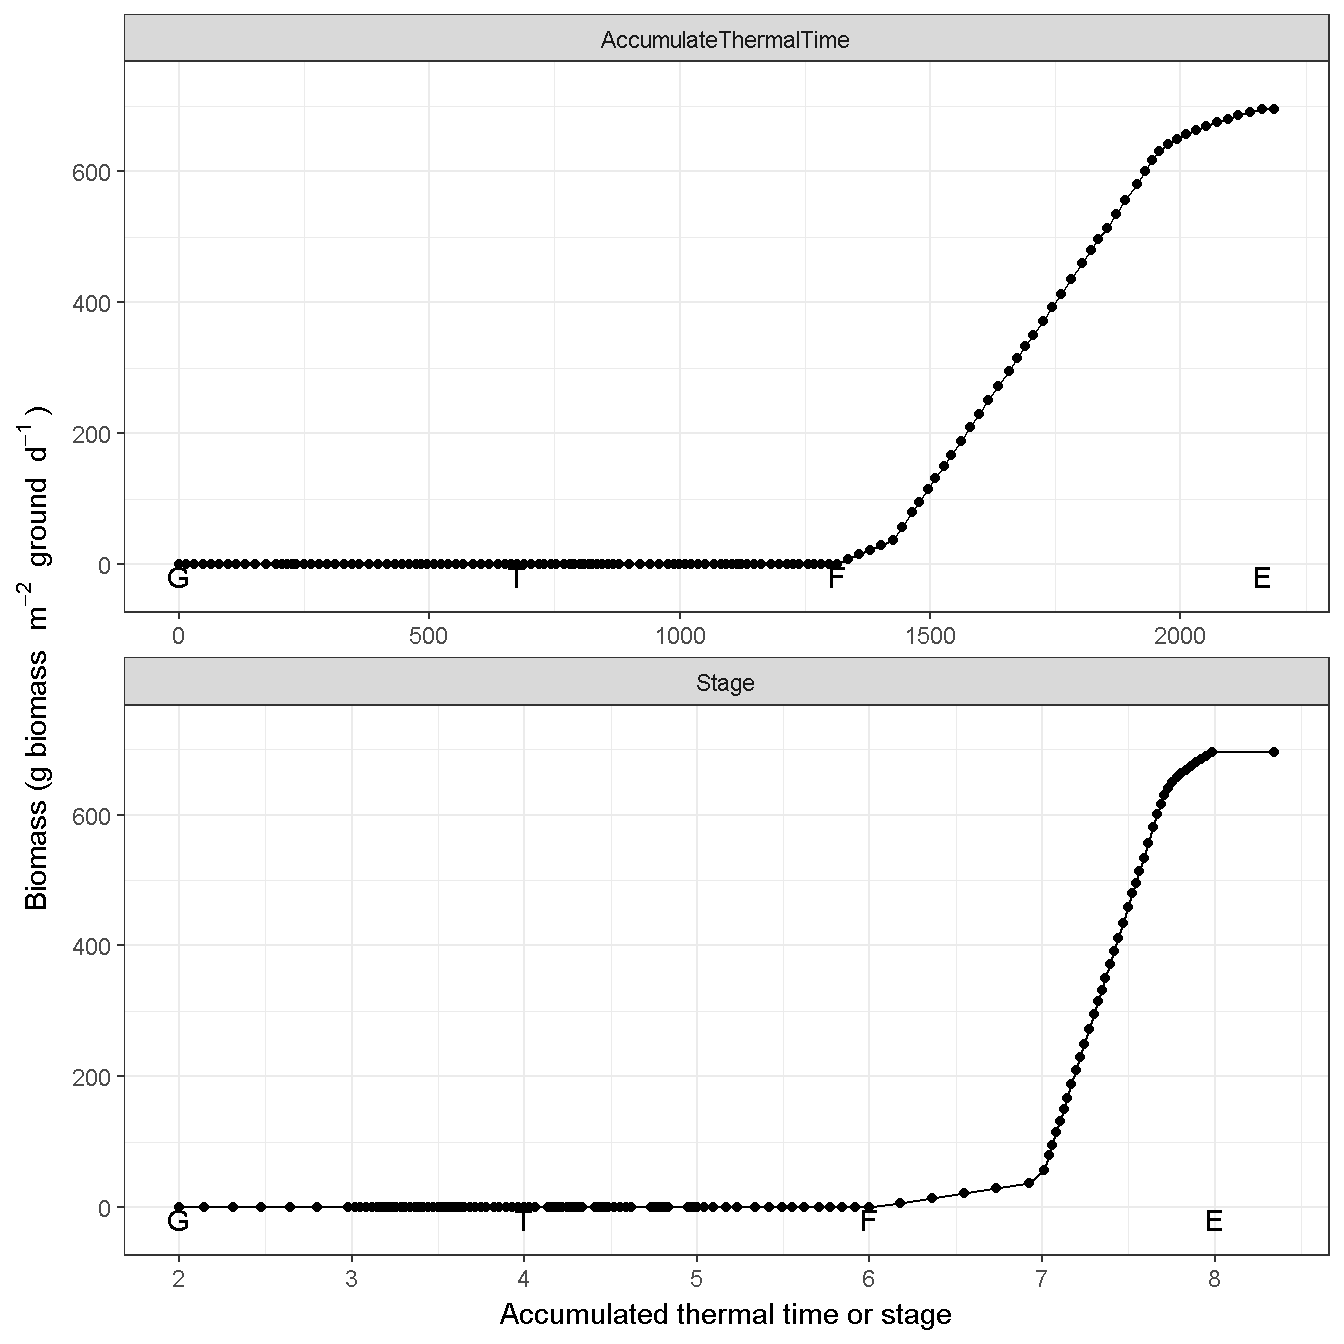 AccumulateThermalTime
600
400
200
0
G T F E
0 500 1000 1500 2000
Biomass (g biomass m⁻² ground d⁻¹)
Stage
600
400
200
0
G T F E
2 3 4 5 6 7 8
Accumulated thermal time or stage